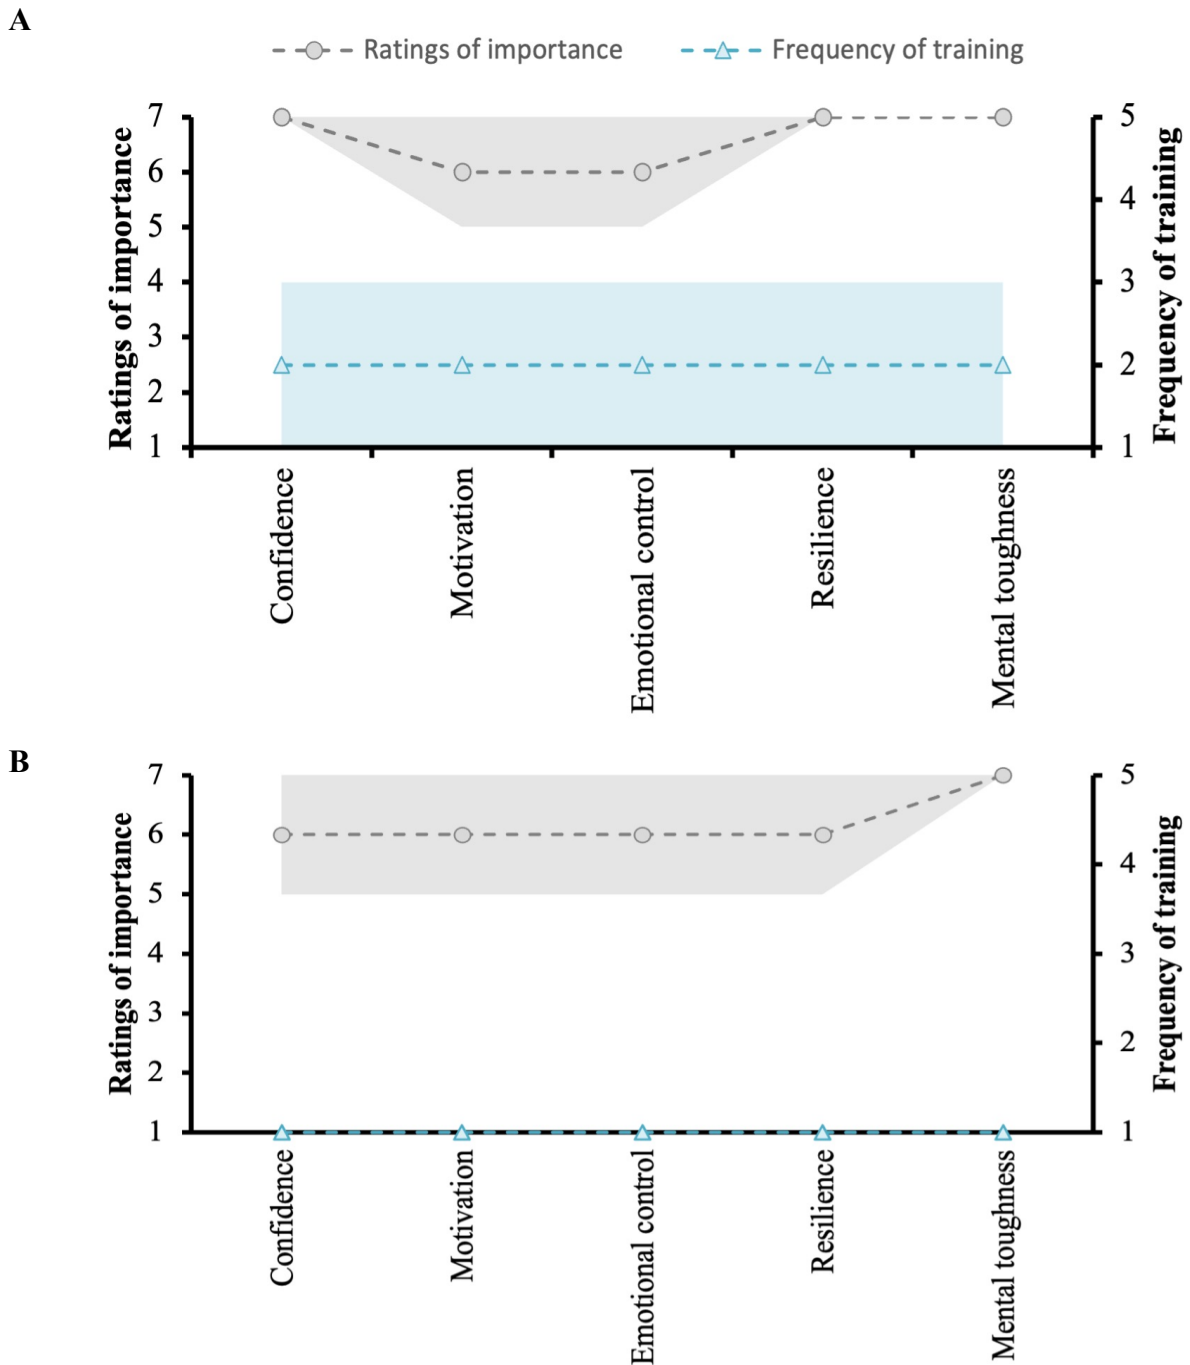 A
Ratings of importance
Frequency of training
7
6
5
4
3
2
1
Ratings of importance
5
4
3
2
1
Frequency of training
Confidence
Motivation
Emotional control
Resilience
Mental toughness
B
7
6
5
4
3
2
1
Ratings of importance
5
4
3
2
1
Frequency of training
Confidence
Motivation
Emotional control
Resilience
Mental toughness